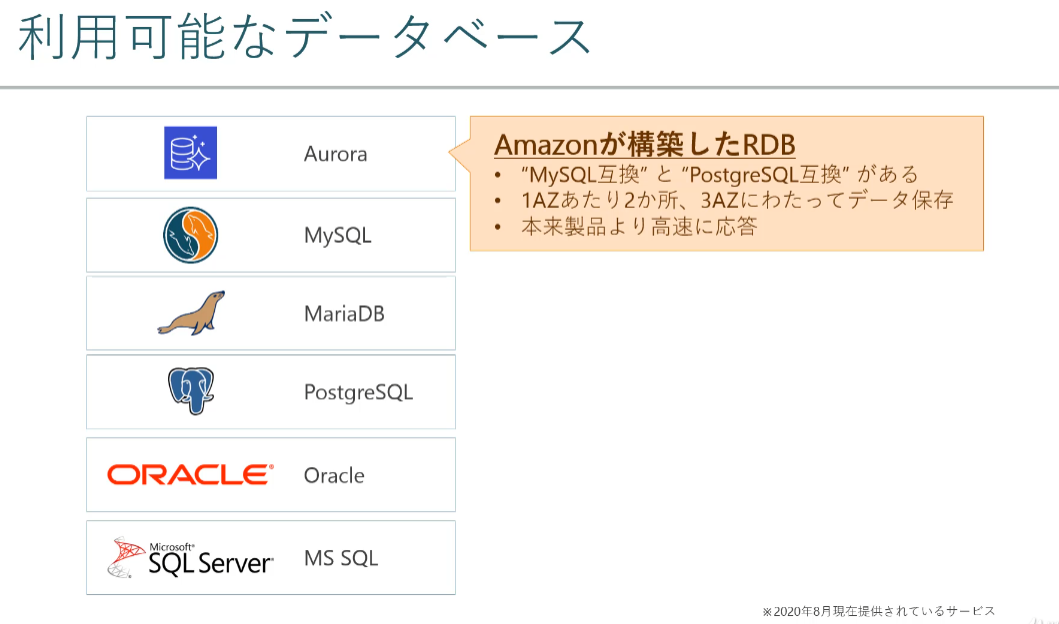 利用可能なデータベース
Aurora
Amazonが構築したRDB
• “MySQL互換” と “PostgreSQL互換” がある
• 1AZあたり2か所、3AZにわたってデータ保存
• 本来製品より高速に応答
MySQL
MariaDB
PostgreSQL
ORACLE® Oracle
Microsoft®
SQL Server® MS SQL
※2020年8月現在提供されているサービス